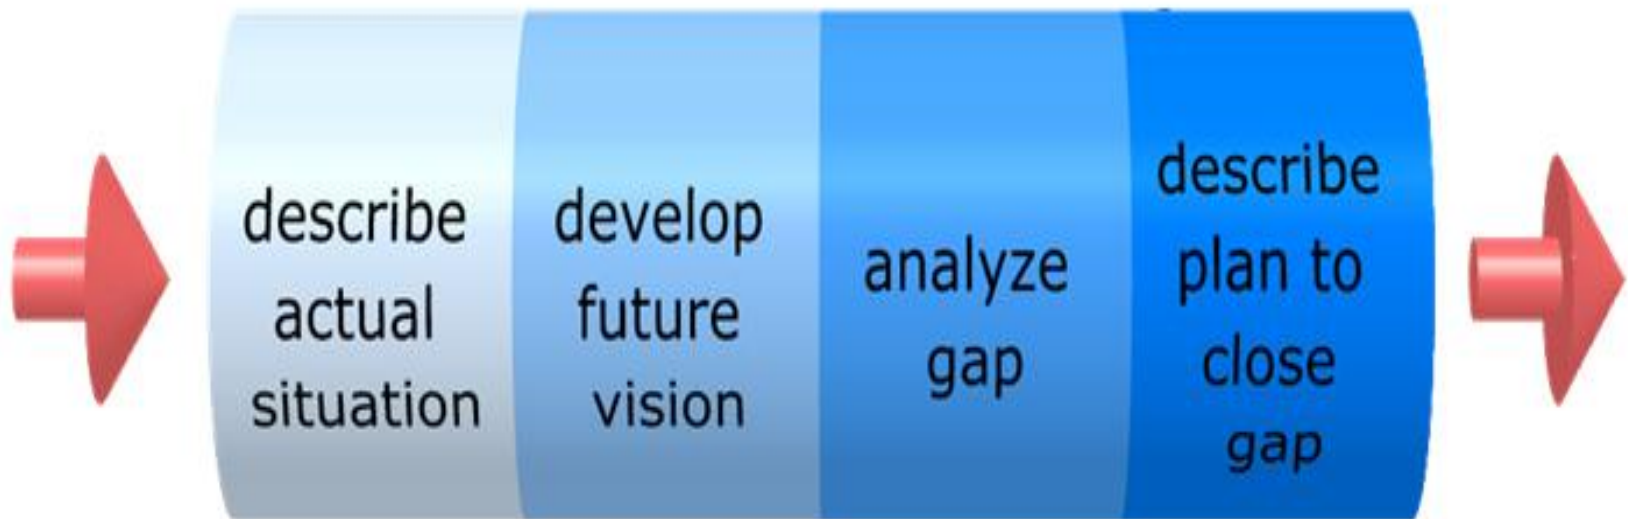 describe
actual
situation
develop
future
vision
analyze
gap
describe
plan to
close
gap